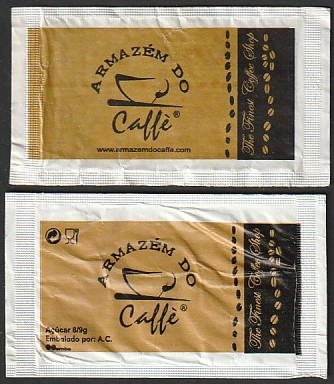 ARMAZÉM DO
Caffè®
www.armazemdocaffe.com
The Finest Coffee Shop
ARMAZÉM DO
Caffè®
Açúcar 8/9g
Embalado por: A.C.
The Finest Coffee Shop